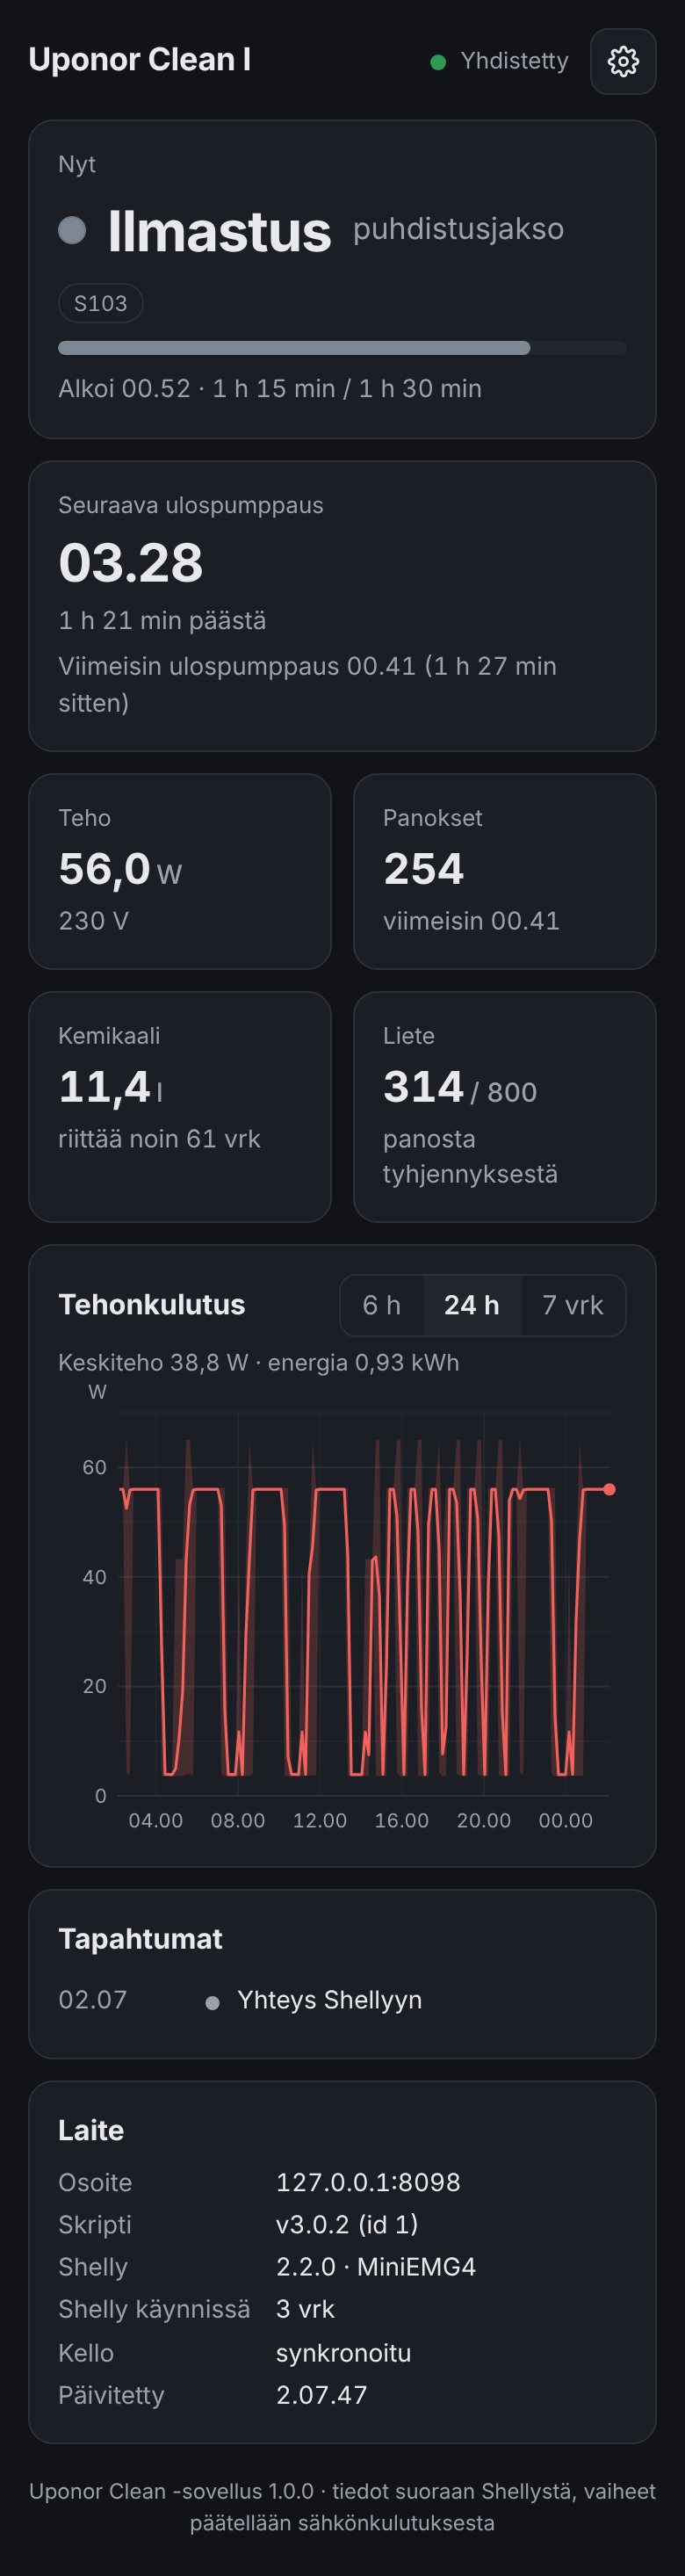 Uponor Clean I
Yhdistetty
Nyt
Ilmastus puhdistusjakso
S103
Alkoi 00.52 · 1 h 15 min / 1 h 30 min
Seuraava ulospumppaus
03.28
1 h 21 min päästä
Viimeisin ulospumppaus 00.41 (1 h 27 min
sitten)
Teho
56,0 W
230 V
Panokset
254
viimeisin 00.41
Kemikaali
11,4 l
riittää noin 61 vrk
Liete
314 / 800
panosta
tyhjennyksestä
Tehonkulutus
6 h 24 h 7 vrk
Keskiteho 38,8 W · energia 0,93 kWh
W
60
40
20
0
04.00 08.00 12.00 16.00 20.00 00.00
Tapahtumat
02.07 Yhteys Shellyyn
Laite
Osoite 127.0.0.1:8098
Skripti v3.0.2 (id 1)
Shelly 2.2.0 · MiniEMG4
Shelly käynnissä 3 vrk
Kello synkronoitu
Päivitetty 2.07.47
Uponor Clean -sovellus 1.0.0 · tiedot suoraan Shellystä, vaiheet
päätellään sähkönkulutuksesta